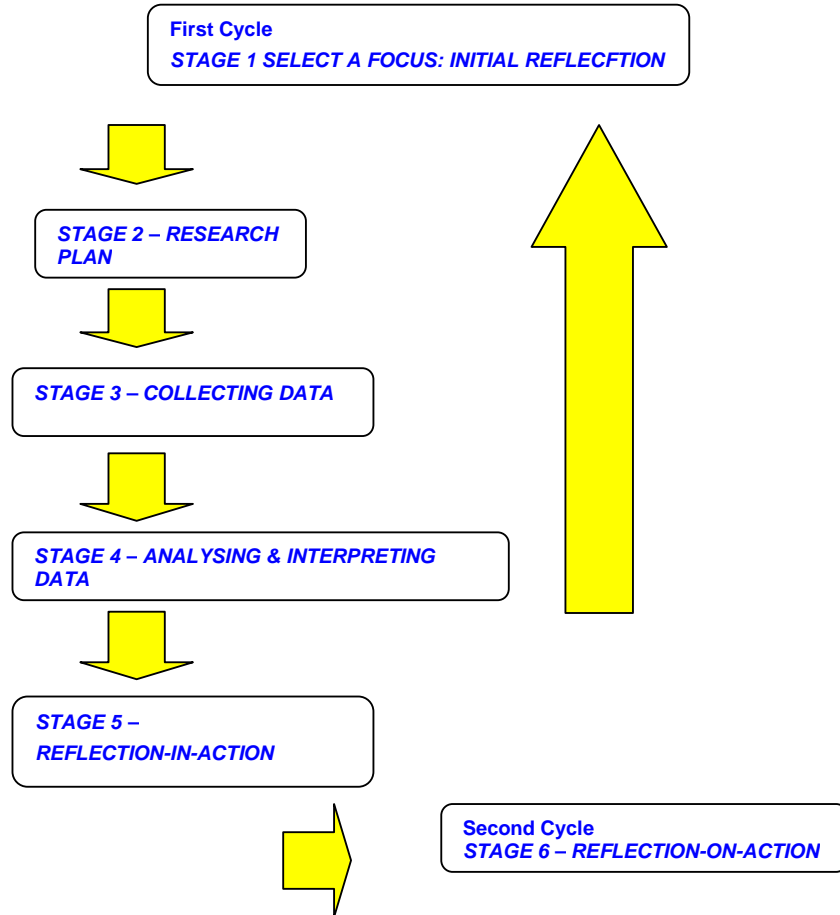 First Cycle
STAGE 1 SELECT A FOCUS: INITIAL REFLECFTION
STAGE 2 – RESEARCH
PLAN
STAGE 3 – COLLECTING DATA
STAGE 4 – ANALYSING & INTERPRETING
DATA
STAGE 5 –
REFLECTION-IN-ACTION
Second Cycle
STAGE 6 – REFLECTION-ON-ACTION